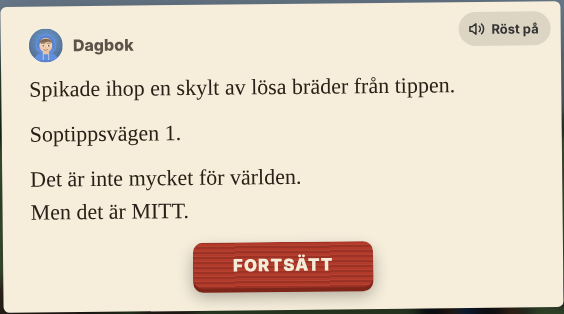 Röst på
Dagbok
Spikade ihop en skylt av lösa bräder från tippen.
Soptippsvägen 1.
Det är inte mycket för världen.
Men det är MITT.
FORTSÄTT